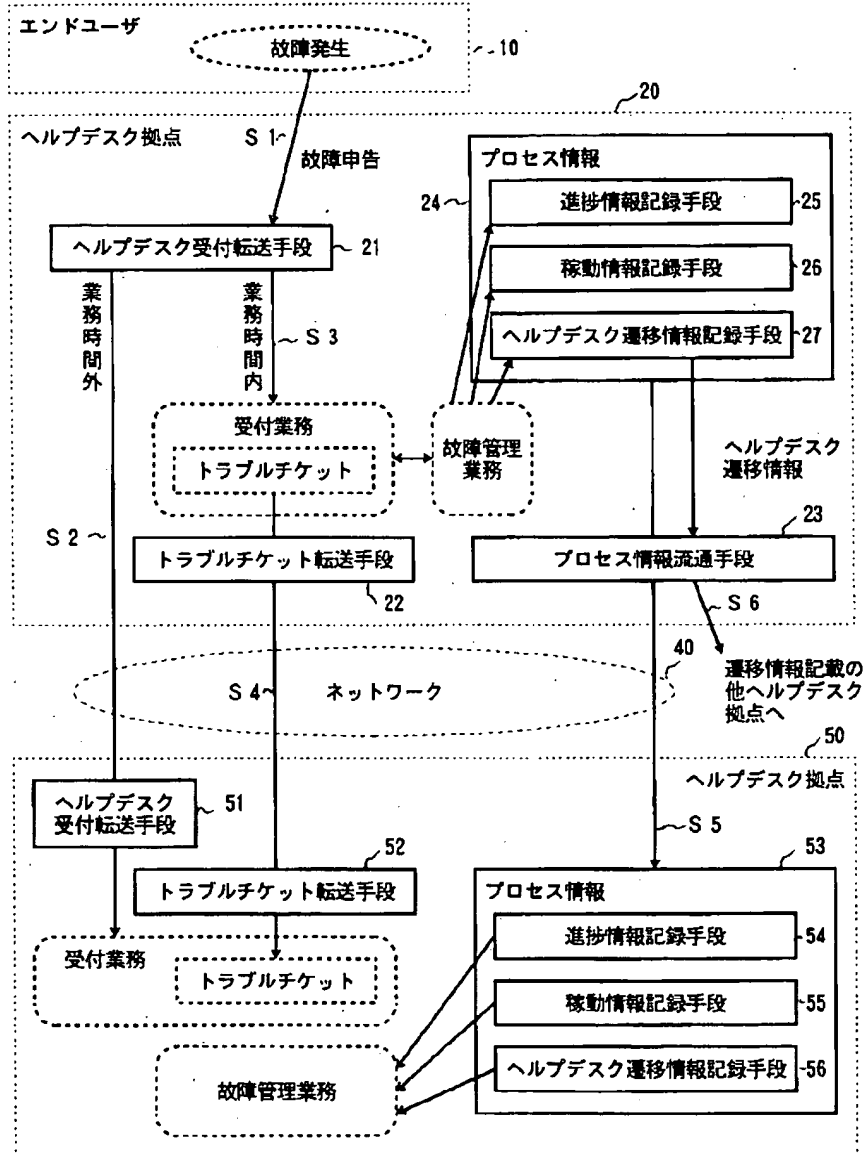 エンドユーザ
故障発生
10
20
ヘルプデスク拠点
S1
故障申告
プロセス情報
24
進捗情報記録手段
25
ヘルプデスク受付転送手段
21
稼動情報記録手段
26
業務時間外
業務時間内
S3
ヘルプデスク遷移情報記録手段
27
受付業務
トラブルチケット
故障管理
業務
ヘルプデスク
遷移情報
S2
23
トラブルチケット転送手段
プロセス情報流通手段
22
S6
40
S4
ネットワーク
遷移情報記載の
他ヘルプデスク
拠点へ
50
ヘルプデスク拠点
ヘルプデスク
受付転送手段
51
S5
52
53
トラブルチケット転送手段
プロセス情報
進捗情報記録手段
54
受付業務
トラブルチケット
稼動情報記録手段
55
故障管理業務
ヘルプデスク遷移情報記録手段
56